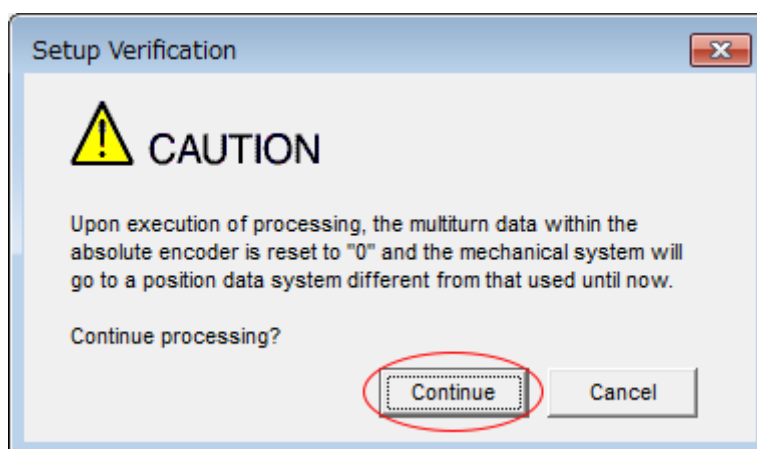 Setup Verification
CAUTION
Upon execution of processing, the multiturn data within the
absolute encoder is reset to "0" and the mechanical system will
go to a position data system different from that used until now.
Continue processing?
Continue
Cancel